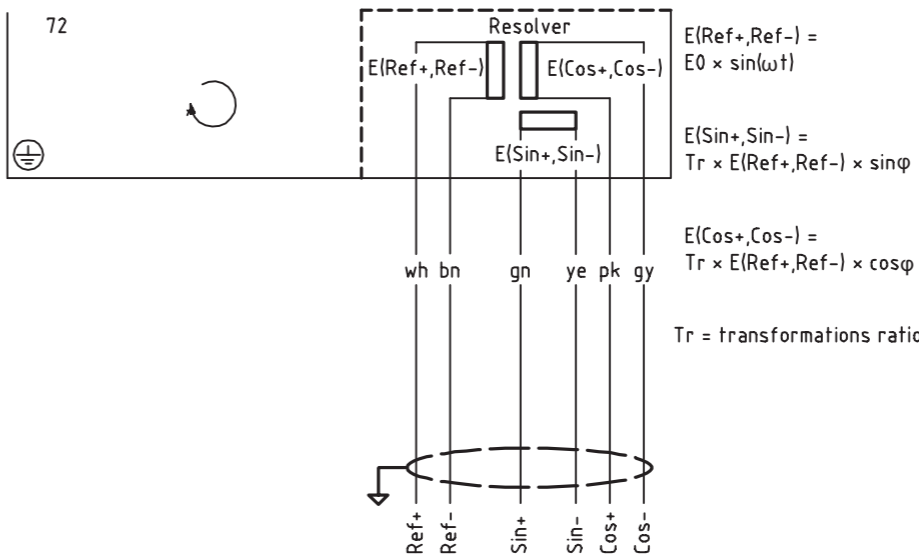 72
Resolver
E(Ref+,Ref-)
E(Cos+,Cos-)
E(Sin+,Sin-)
E(Ref+,Ref-) =
E0 × sin(ωt)
E(Sin+,Sin-) =
Tr × E(Ref+,Ref-) × sinφ
E(Cos+,Cos-) =
Tr × E(Ref+,Ref-) × cosφ
wh bn gn ye pk gy
Tr = transformations ratio
Ref+
Ref-
Sin+
Sin-
Cos+
Cos-